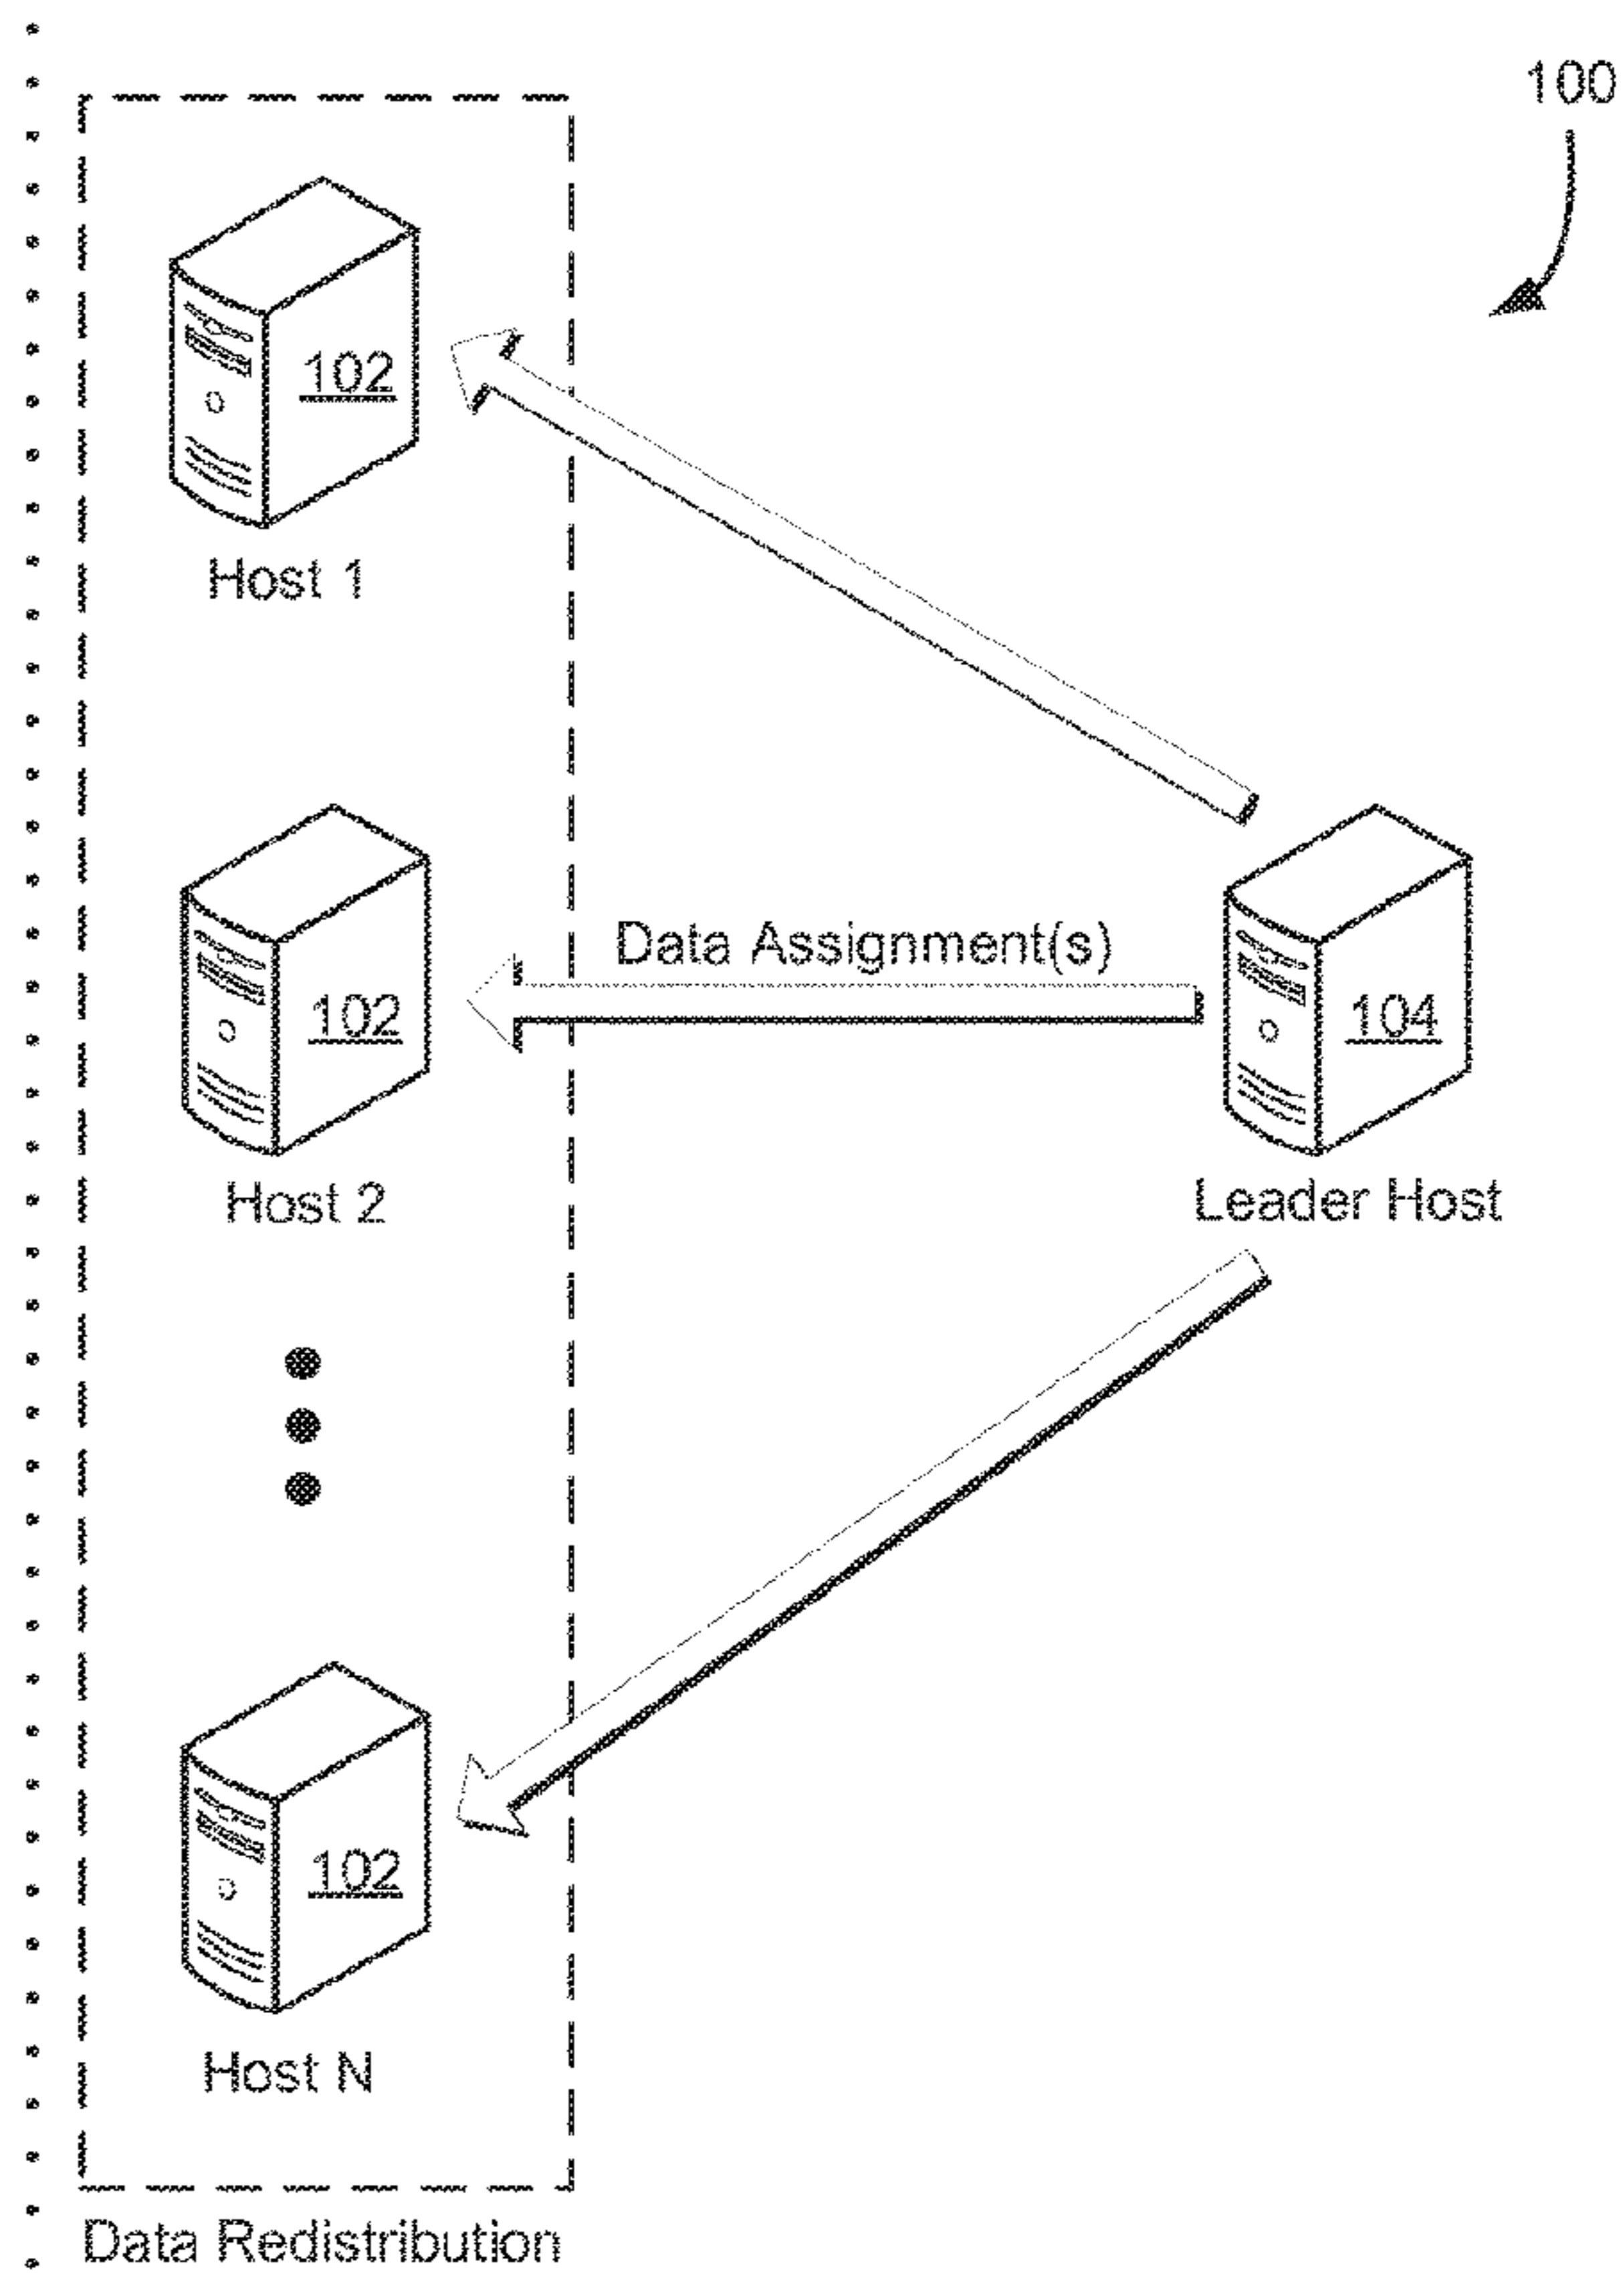 100
102
Host 1
Data Assignment(s)
102
104
Host 2
Leader Host
102
Host N
Data Redistribution